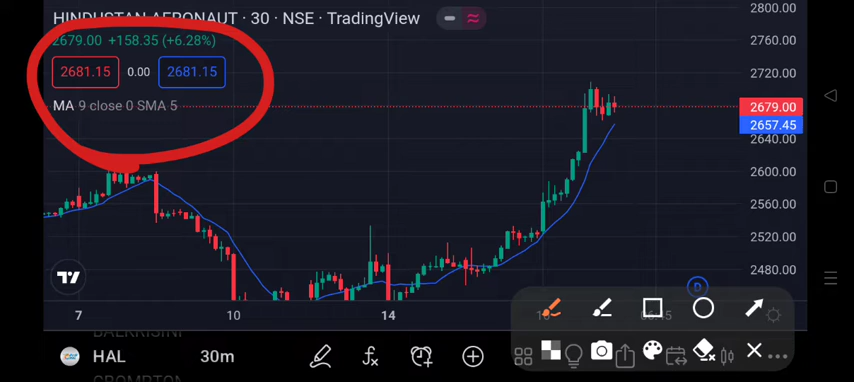 HINDUSTAN AERONAUT · 30 · NSE · TradingView
2679.00 +158.35 (+6.28%)
2681.15 0.00 2681.15
MA 9 close 0 SMA 5
2800.00
2760.00
2720.00
2679.00
2657.45
2640.00
2600.00
2560.00
2520.00
2480.00
D
7 10 14
HAL 30m